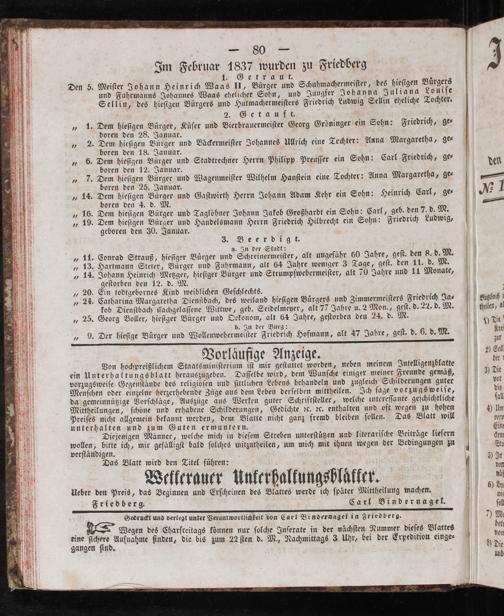 — 80 —
Im Februar 1837 wurden zu Friedberg
1. Getraut.
Den 5. Meister Johann Heinrich Waas II, Bürger und Schuhmachermeister, des hiesigen Bürgers
und Fuhrmanns Johannes Waas ehelicher Sohn, und Jungfer Johanna Juliana Louise
Sellin, des hiesigen Bürgers und Hutmachermeisters Friedrich Ludwig Sellin eheliche Tochter.
2. Getauft.
„ 1. Dem hiesigen Bürger, Küfer und Bierbrauermeister Georg Gröninger ein Sohn: Friedrich, ge-
boren den 28. Januar.
„ 2. Dem hiesigen Bürger und Bäckermeister Johannes Ullrich eine Tochter: Anna Margaretha, ge-
boren den 18. Januar.
„ 6. Dem hiesigen Bürger und Stadtrechner Herrn Philipp Preusser ein Sohn: Carl Friedrich, ge-
boren den 12. Januar.
„ 7. Dem hiesigen Bürger und Wagenmeister Wilhelm Hanstein eine Tochter: Anna Margaretha, ge-
boren den 25. Januar.
„ 14. Dem hiesigen Bürger und Gastwirth Herrn Johann Adam Kehr ein Sohn: Heinrich Carl, ge-
boren den 4. d. M.
„ 16. Dem hiesigen Bürger und Taglöhner Johann Jakob Großhardt ein Sohn: Carl, geb. den 7. d. M.
„ 19. Dem hiesigen Bürger und Handelsmann Herrn Friedrich Hilbrecht ein Sohn: Friedrich Ludwig,
geboren den 30. Januar.
3. Beerdigt.
a. In der Stadt:
„ 11. Conrad Strauß, hiesiger Bürger und Schreinermeister, alt ungefähr 60 Jahre, gest. den 8. d. M.
„ 13. Hartmann Steter, Bürger und Fuhrmann, alt 64 Jahre weniger 3 Tage, gest. den 11. d. M.
„ 14. Johann Heinrich Metzger, hiesiger Bürger und Strumpfwebermeister, alt 70 Jahre und 11 Monate,
gestorben den 12. d. M.
„ 20. Ein todtgebornes Kind weiblichen Geschlechts.
„ 24. Catharina Margaretha Diensbach, des weiland hiesigen Bürgers und Zimmermeisters Friedrich Ja-
kob Diensbach nachgelassene Wittwe, geb. Seidelmeyer, alt 77 Jahre u. 2 Mon., gest. d. 22. d. M.
„ 25. Georg Boller, hiesiger Bürger und Oekonom, alt 64 Jahre, gestorben den 24. d. M.
b. In der Burg:
„ 9. Der hiesige Bürger und Wollenwebermeister Friedrich Hofmann, alt 47 Jahre, gest. d. 6. d. M.
Vorläufige Anzeige.
Von hochpreißlichem Staatsministerium ist mir gestattet worden, neben meinem Intelligenzblatte
ein Unterhaltungsblatt herauszugeben. Dasselbe wird, dem Wunsche einiger meiner Freunde gemäß,
vorzugsweise Gegenstände des religiösen und sittlichen Lebens behandeln und zugleich Schilderungen guter
Menschen oder einzelne hervorhebende Züge aus dem Leben derselben mittheilen. Ich sage vorzugsweise,
da gemeinnützige Vorschläge, Auszüge aus Werken guter Schriftsteller, welche interessante geschichtliche
Mittheilungen, schöne und erhabene Schilderungen, Gedichte ꝛc. ꝛc. enthalten und oft wegen zu hohen
Preises nicht allgemein bekannt werden, dem Blatte nicht ganz fremd bleiben sollen. Das Blatt will
unterhalten und zum Guten ermuntern.
Diejenigen Männer, welche mich in diesem Streben unterstützen und literarische Beiträge liefern
wollen, bitte ich, mir gefälligst bald solches mitzutheilen, um mich mit ihnen wegen der Bedingungen zu
verständigen.
Das Blatt wird den Titel führen:
Wetterauer Unterhaltungsblätter.
Ueber den Preis, das Beginnen und Erscheinen des Blattes werde ich später Mittheilung machen.
Friedberg. Carl Bindernagel.
Gedruckt und verlegt unter Verantwortlichkeit von Carl Bindernagel in Friedberg.
Wegen des Charfreitags können nur solche Inserate in der nächsten Nummer dieses Blattes
eine sichere Aufnahme finden, die bis zum 22sten d. M., Nachmittags 3 Uhr, bei der Expedition einge-
gangen sind.